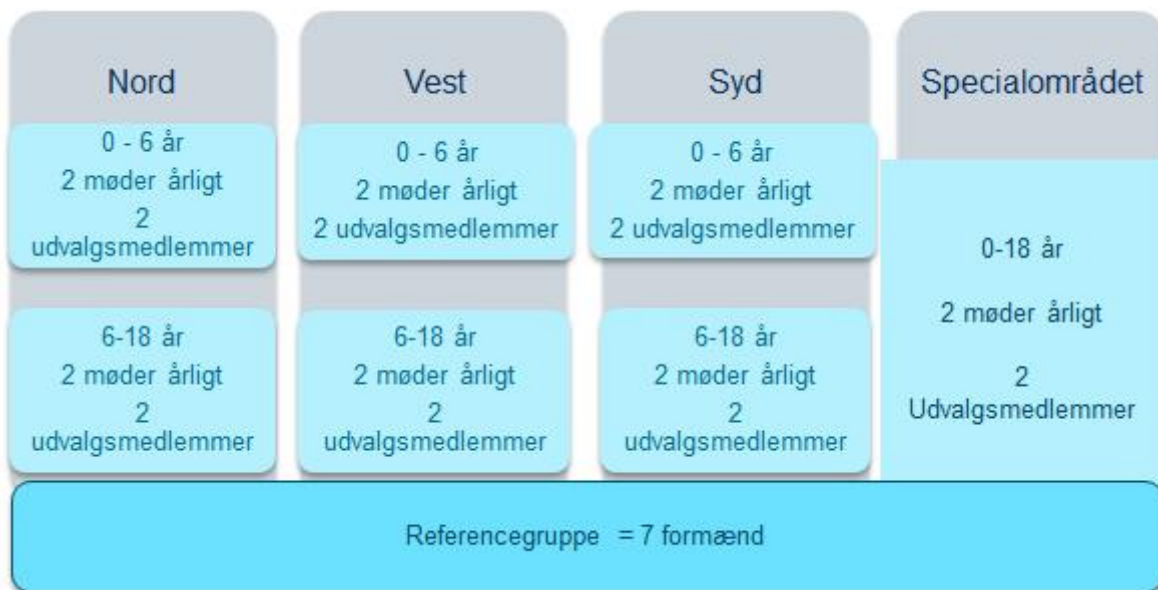 Nord
0 - 6 år
2 møder årligt
2
udvalgsmedlemmer
6-18 år
2 møder årligt
2
udvalgsmedlemmer
Vest
0 - 6 år
2 møder årligt
2 udvalgsmedlemmer
6-18 år
2 møder årligt
2
udvalgsmedlemmer
Syd
0 - 6 år
2 møder årligt
2 udvalgsmedlemmer
6-18 år
2 møder årligt
2
udvalgsmedlemmer
Specialområdet
0-18 år
2 møder årligt
2
Udvalgsmedlemmer
Referencegruppe = 7 formænd